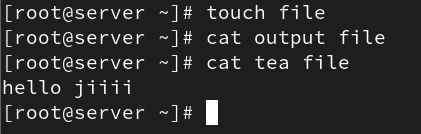 [root@server ~]# touch file
[root@server ~]# cat output file
[root@server ~]# cat tea file
hello jiiii
[root@server ~]#